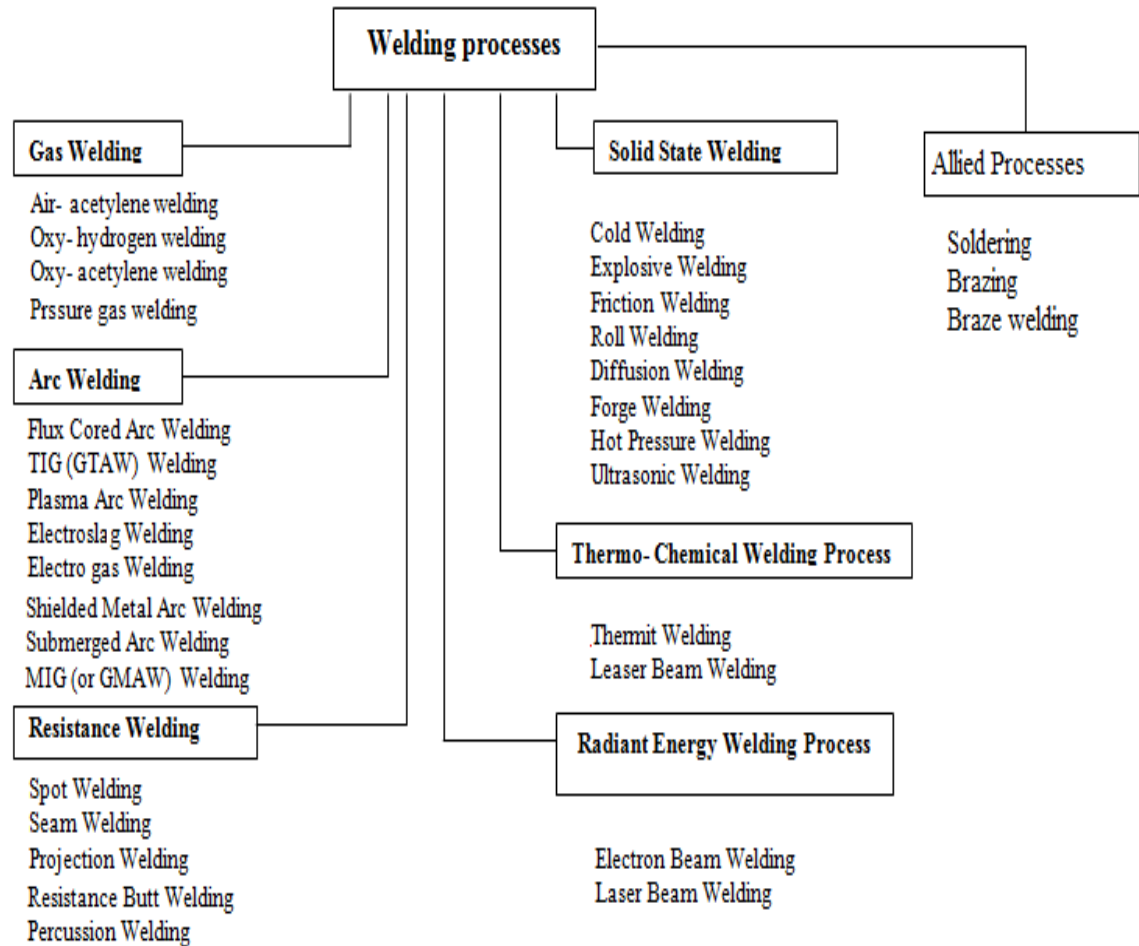 Welding processes
Gas Welding
Air- acetylene welding
Oxy- hydrogen welding
Oxy- acetylene welding
Prssure gas welding
Arc Welding
Flux Cored Arc Welding
TIG (GTAW) Welding
Plasma Arc Welding
Electroslag Welding
Electro gas Welding
Shielded Metal Arc Welding
Submerged Arc Welding
MIG (or GMAW) Welding
Resistance Welding
Spot Welding
Seam Welding
Projection Welding
Resistance Butt Welding
Percussion Welding
Solid State Welding
Cold Welding
Explosive Welding
Friction Welding
Roll Welding
Diffusion Welding
Forge Welding
Hot Pressure Welding
Ultrasonic Welding
Thermo- Chemical Welding Process
Thermit Welding
Leaser Beam Welding
Radiant Energy Welding Process
Electron Beam Welding
Laser Beam Welding
Allied Processes
Soldering
Brazing
Braze welding